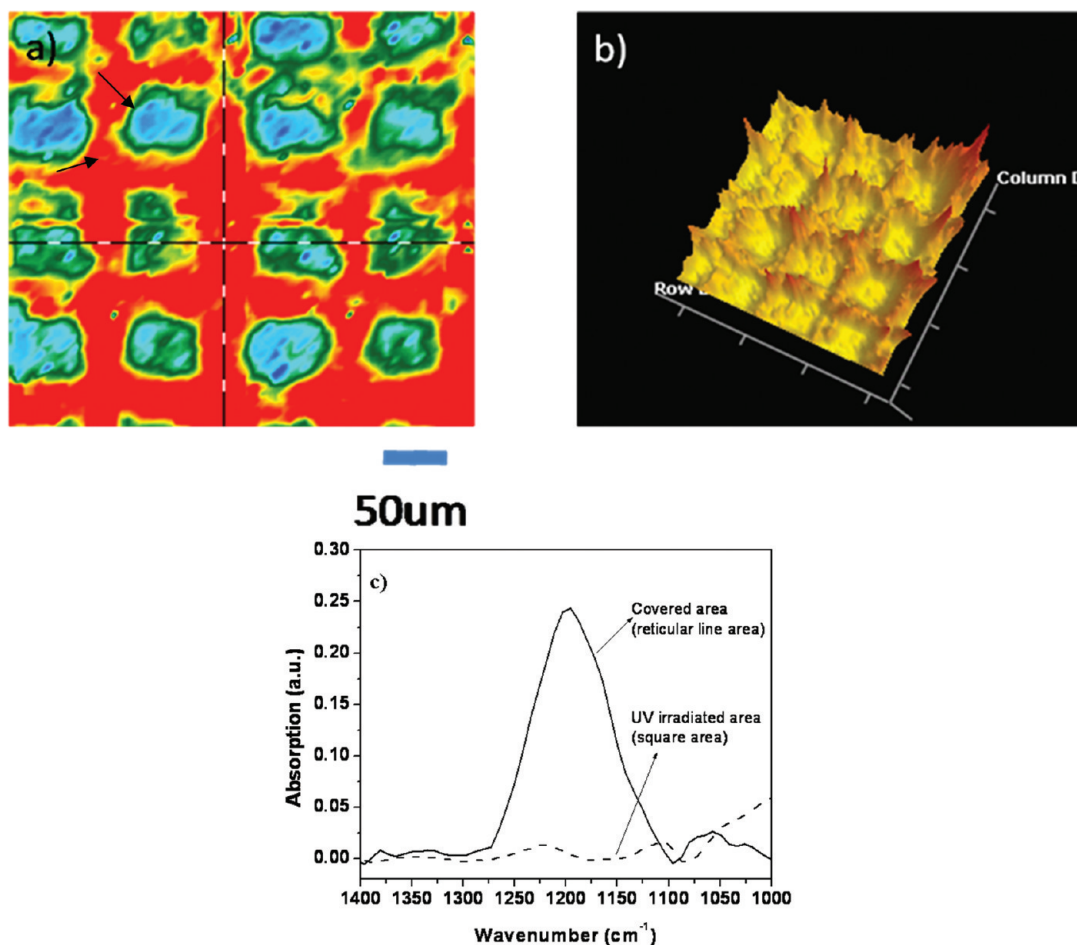 a)
b)
Column D
Row
50um
c)
0.30
0.25
0.20
0.15
0.10
0.05
0.00
Absorption (a.u.)
Covered area
(reticular line area)
UV irradiated area
(square area)
1400 1350 1300 1250 1200 1150 1100 1050 1000
Wavenumber (cm⁻¹)